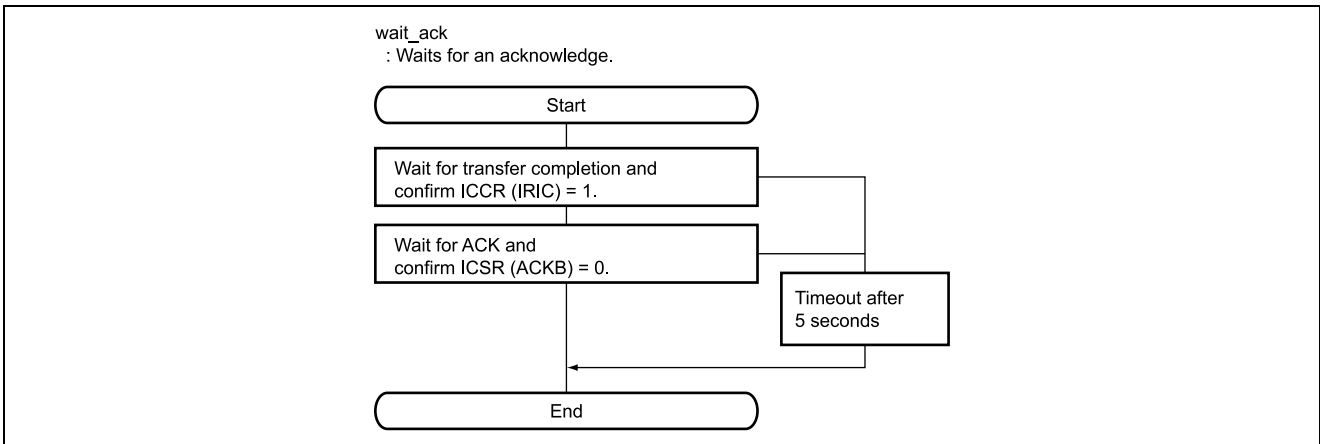 wait_ack
: Waits for an acknowledge.
Start
Wait for transfer completion and
confirm ICCR (IRIC) = 1.
Wait for ACK and
confirm ICSR (ACKB) = 0.
Timeout after
5 seconds
End